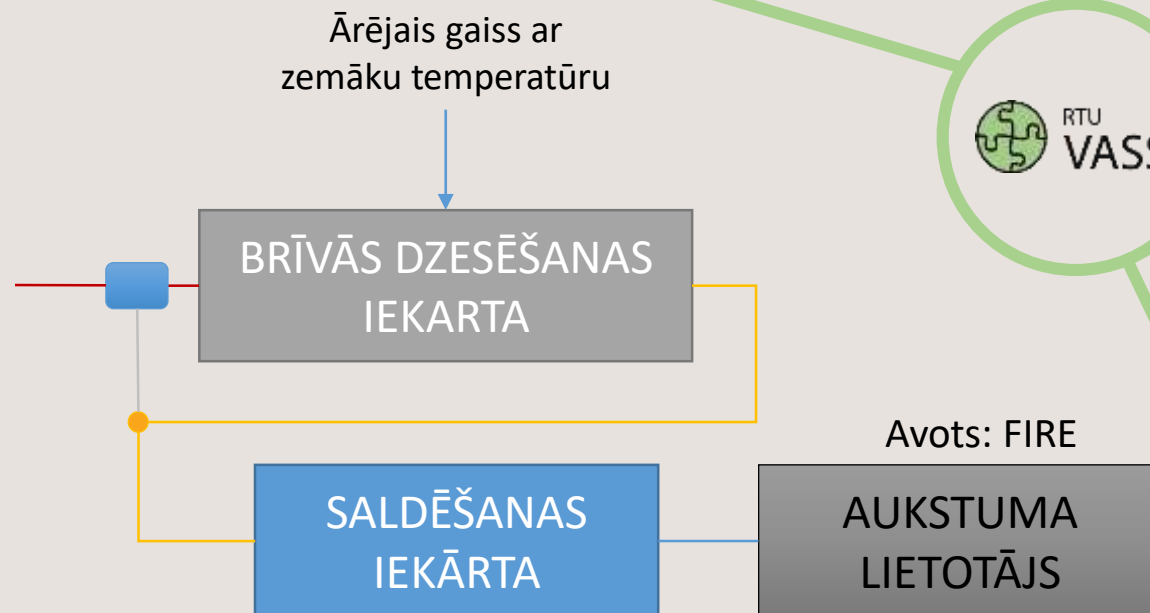 Ārējais gaiss ar
zemāku temperatūru
RTU
VASS
BRĪVĀS DZESĒŠANAS
IEKARTA
Avots: FIRE
SALDĒŠANAS
IEKĀRTA
AUKSTUMA
LIETOTĀJS